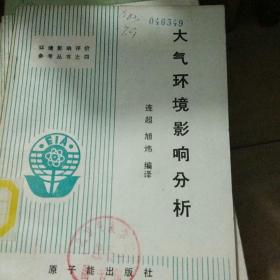 046349
环境影响评价
参考丛书之四
大气环境影响分析
连超 旭炜 编译
EIA
原子能出版社